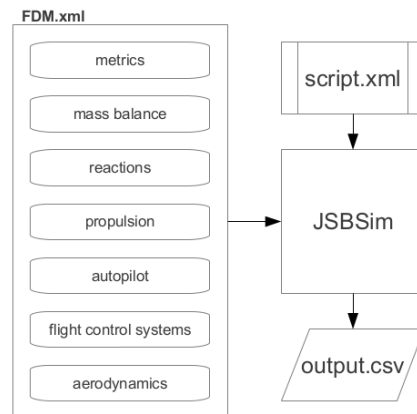 FDM.xml
metrics
mass balance
reactions
propulsion
autopilot
flight control systems
aerodynamics
script.xml
JSBSim
output.csv